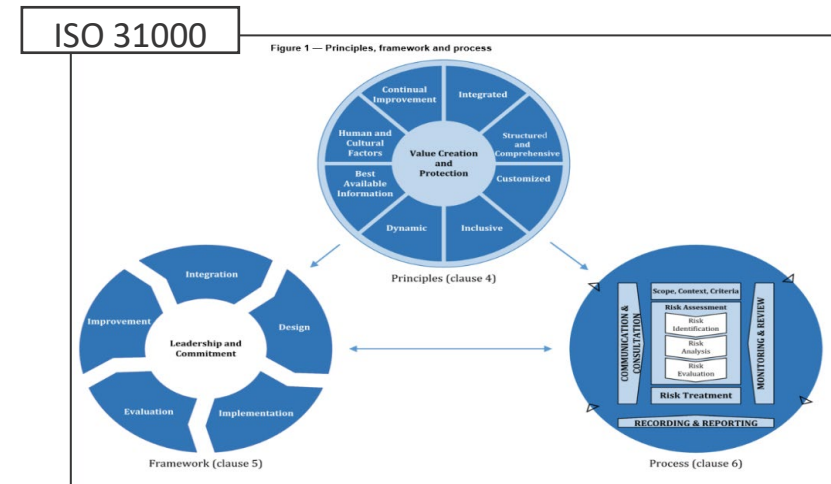 ISO 31000
Figure 1 — Principles, framework and process
Continual
Improvement
Integrated
Human and
Cultural
Factors
Structured
and
Comprehensive
Value Creation
and
Protection
Best
Available
Information
Customized
Dynamic
Inclusive
Principles (clause 4)
Integration
Improvement
Design
Leadership and
Commitment
Evaluation
Implementation
Framework (clause 5)
Scope, Context, Criteria
COMMUNICATION &
CONSULTATION
Risk Assessment
Risk
Identification
Risk
Analysis
Risk
Evaluation
MONITORING & REVIEW
Risk Treatment
RECORDING & REPORTING
Process (clause 6)